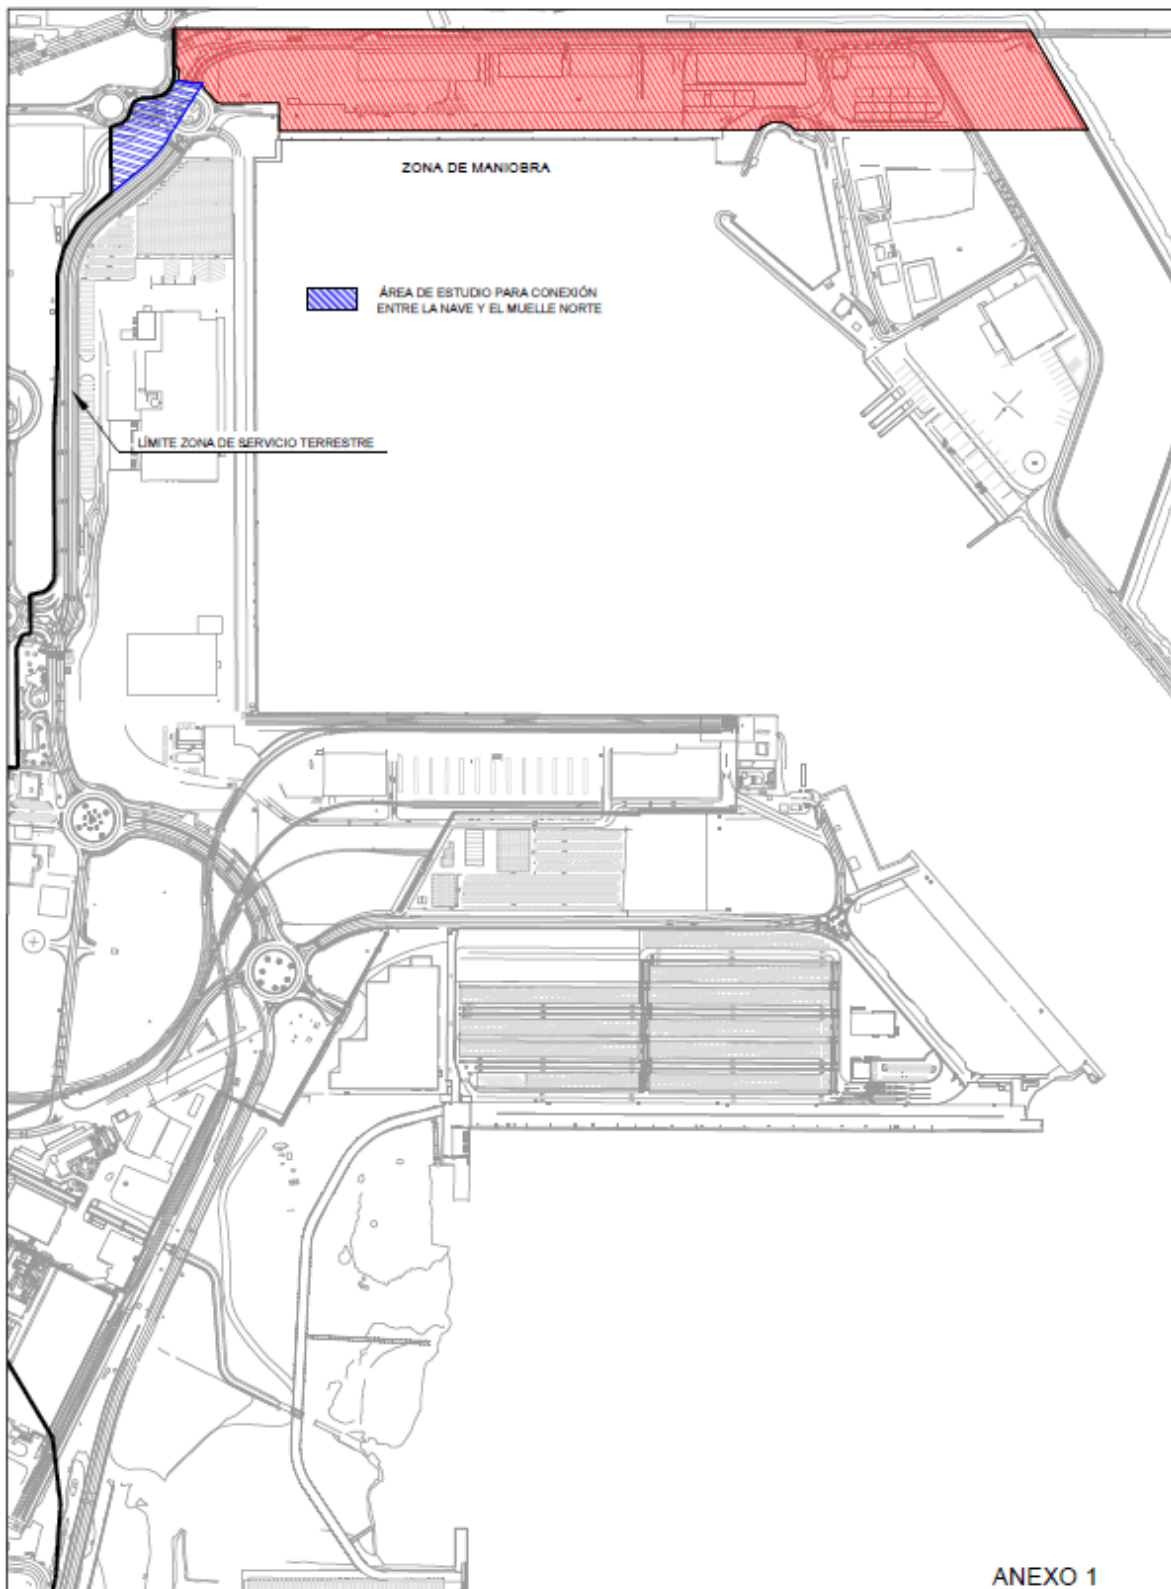 ZONA DE MANIOBRA
ÁREA DE ESTUDIO PARA CONEXIÓN
ENTRE LA NAVE Y EL MUELLE NORTE
LÍMITE ZONA DE SERVICIO TERRESTRE
ANEXO 1